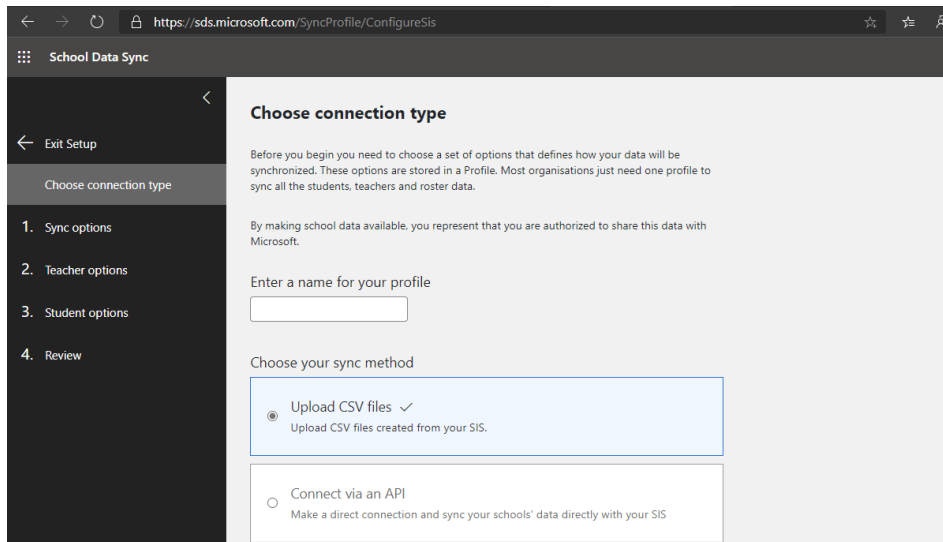 https://sds.microsoft.com/SyncProfile/ConfigureSis
School Data Sync
Exit Setup
Choose connection type
1. Sync options
2. Teacher options
3. Student options
4. Review
Choose connection type
Before you begin you need to choose a set of options that defines how your data will be
synchronized. These options are stored in a Profile. Most organisations just need one profile to
sync all the students, teachers and roster data.
By making school data available, you represent that you are authorized to share this data with
Microsoft.
Enter a name for your profile
Choose your sync method
Upload CSV files
Upload CSV files created from your SIS.
Connect via an API
Make a direct connection and sync your schools' data directly with your SIS